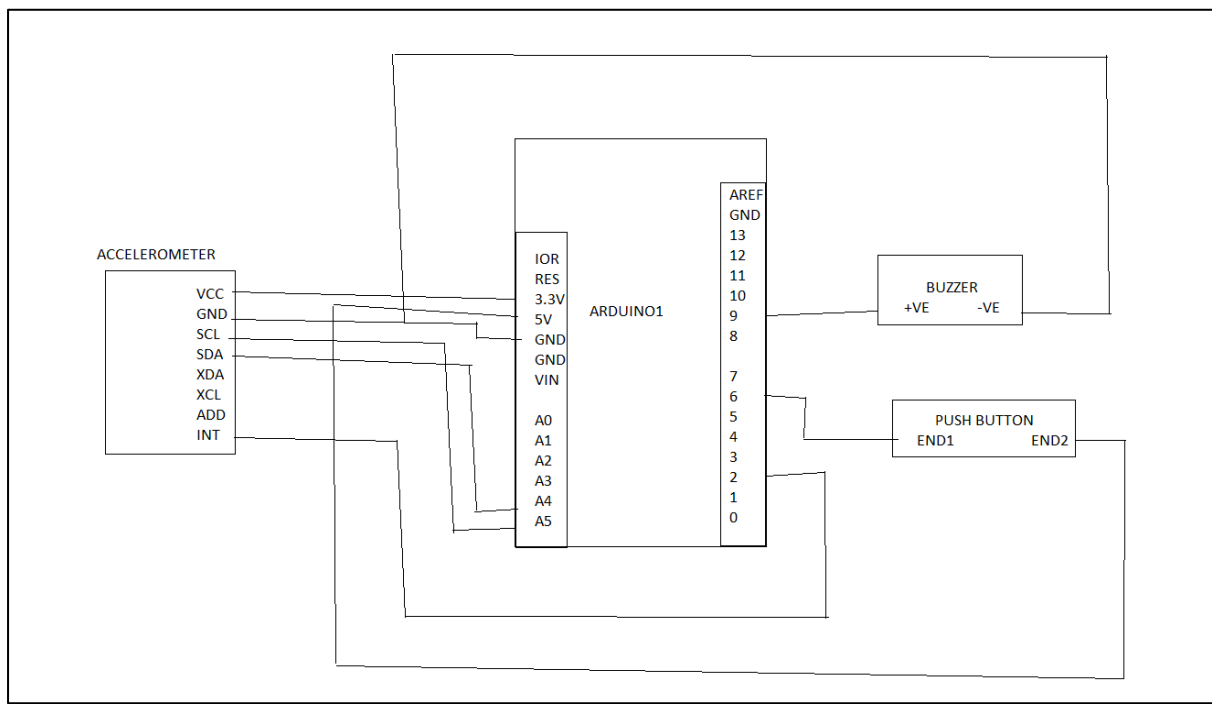 ACCELEROMETER
VCC
GND
SCL
SDA
XDA
XCL
ADD
INT
IOR
RES
3.3V
5V
GND
GND
VIN
A0
A1
A2
A3
A4
A5
ARDUINO1
AREF
GND
13
12
11
10
9
8
7
6
5
4
3
2
1
0
BUZZER
+VE -VE
PUSH BUTTON
END1 END2